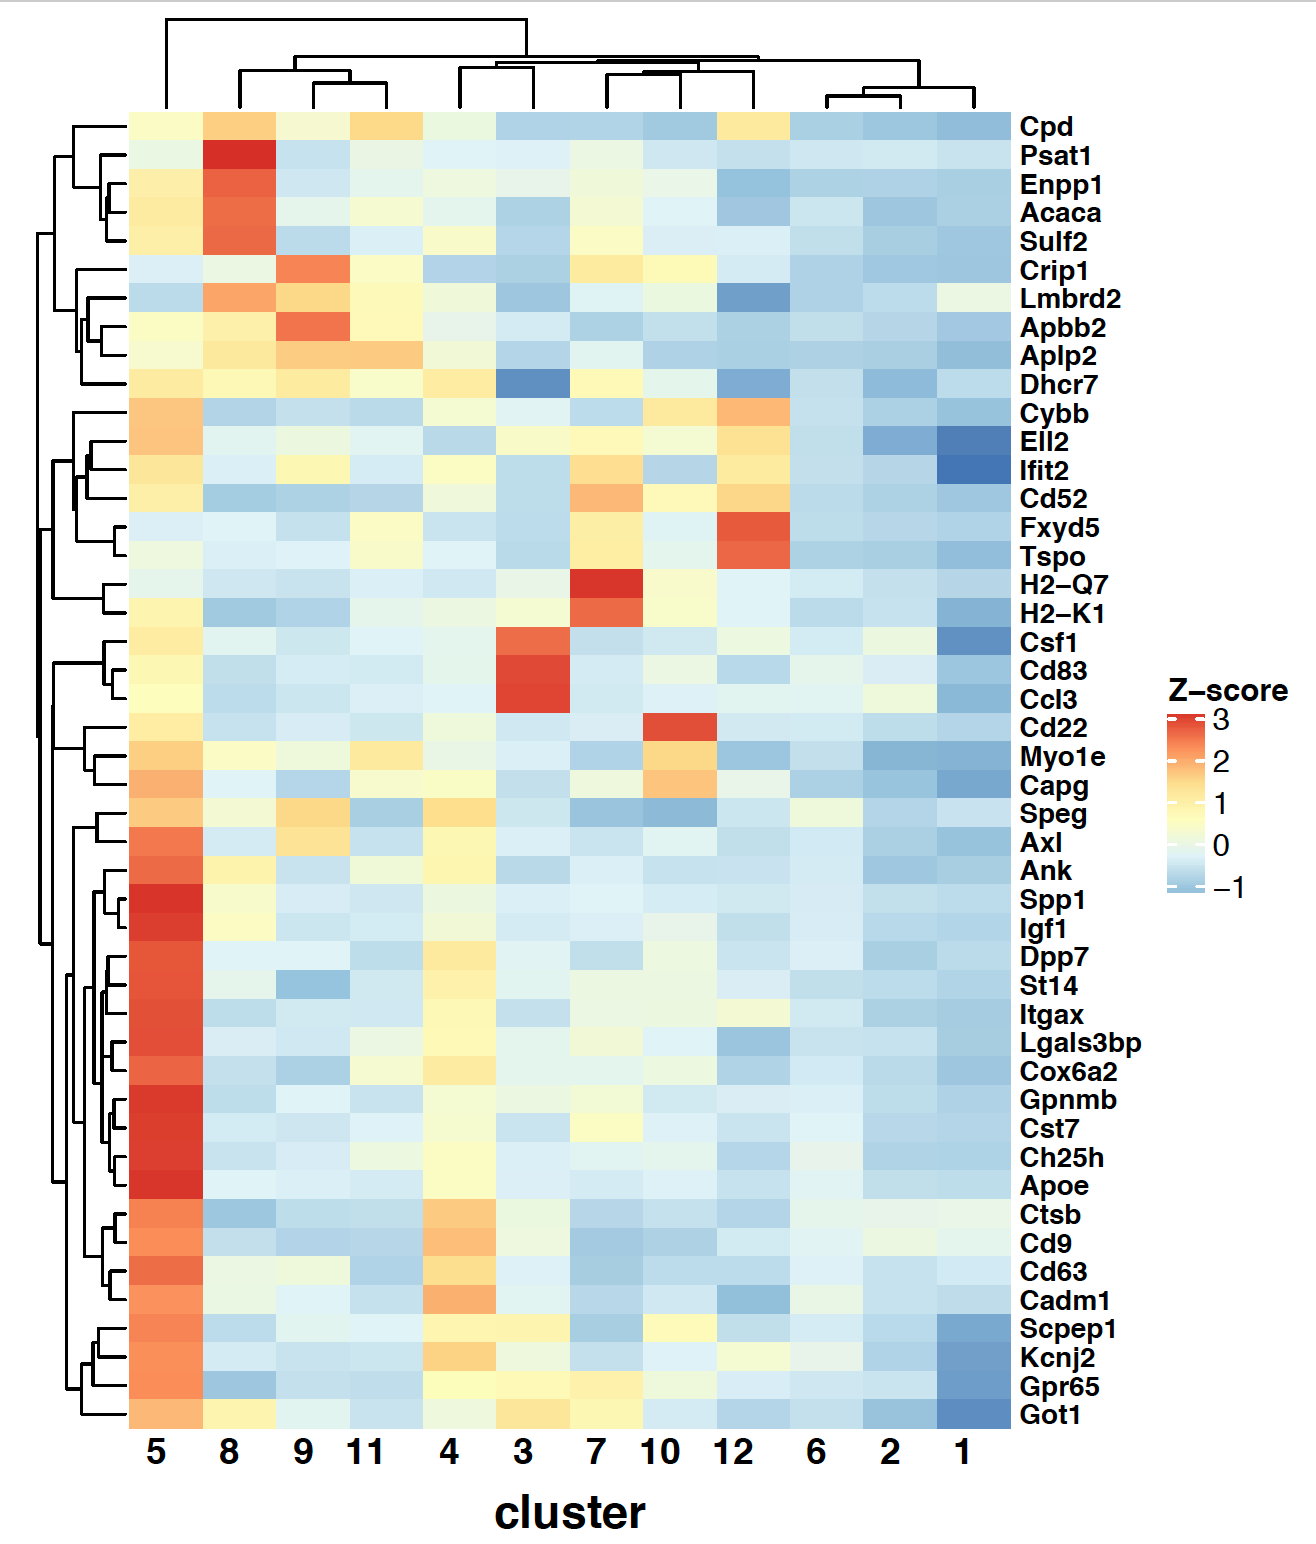 Cpd
Psat1
Enpp1
Acaca
Sulf2
Crip1
Lmbrd2
Apbb2
Aplp2
Dhcr7
Cybb
Ell2
Ifit2
Cd52
Fxyd5
Tspo
H2−Q7
H2−K1
Csf1
Cd83
Ccl3
Cd22
Myo1e
Capg
Speg
Axl
Ank
Spp1
Igf1
Dpp7
St14
Itgax
Lgals3bp
Cox6a2
Gpnmb
Cst7
Ch25h
Apoe
Ctsb
Cd9
Cd63
Cadm1
Scpep1
Kcnj2
Gpr65
Got1
5 8 9 11 4 3 7 10 12 6 2 1
cluster
Z−score
3
2
1
0
−1